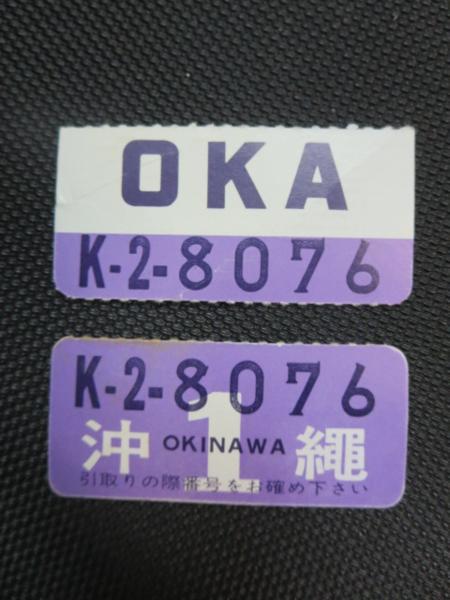 OKA
K-2-8076
K-2-8076
沖 1 繩
OKINAWA
引取りの際番号をお確め下さい